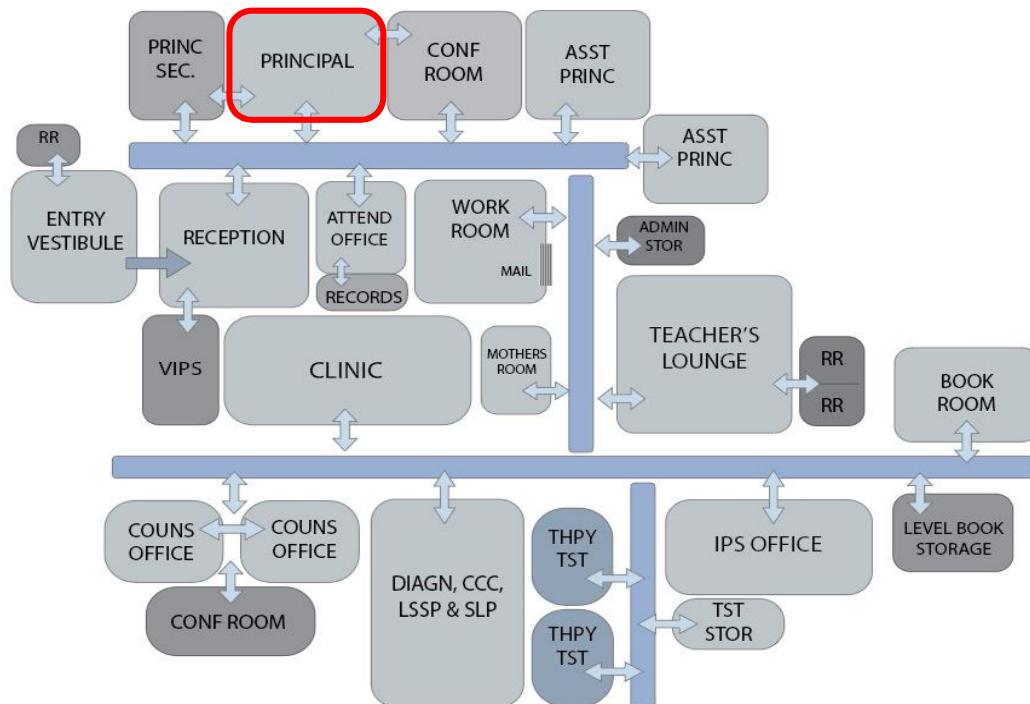 PRINC
SEC.
PRINCIPAL
CONF
ROOM
ASST
PRINC
ASST
PRINC
RR
ENTRY
VESTIBULE
RECEPTION
ATTEND
OFFICE
RECORDS
WORK
ROOM
MAIL
ADMIN
STOR
VIPS
CLINIC
MOTHERS
ROOM
TEACHER'S
LOUNGE
RR
RR
BOOK
ROOM
COUNS
OFFICE
COUNS
OFFICE
CONF ROOM
DIAGN, CCC,
LSSP & SLP
THPY
TST
THPY
TST
IPS OFFICE
TST
STOR
LEVEL BOOK
STORAGE